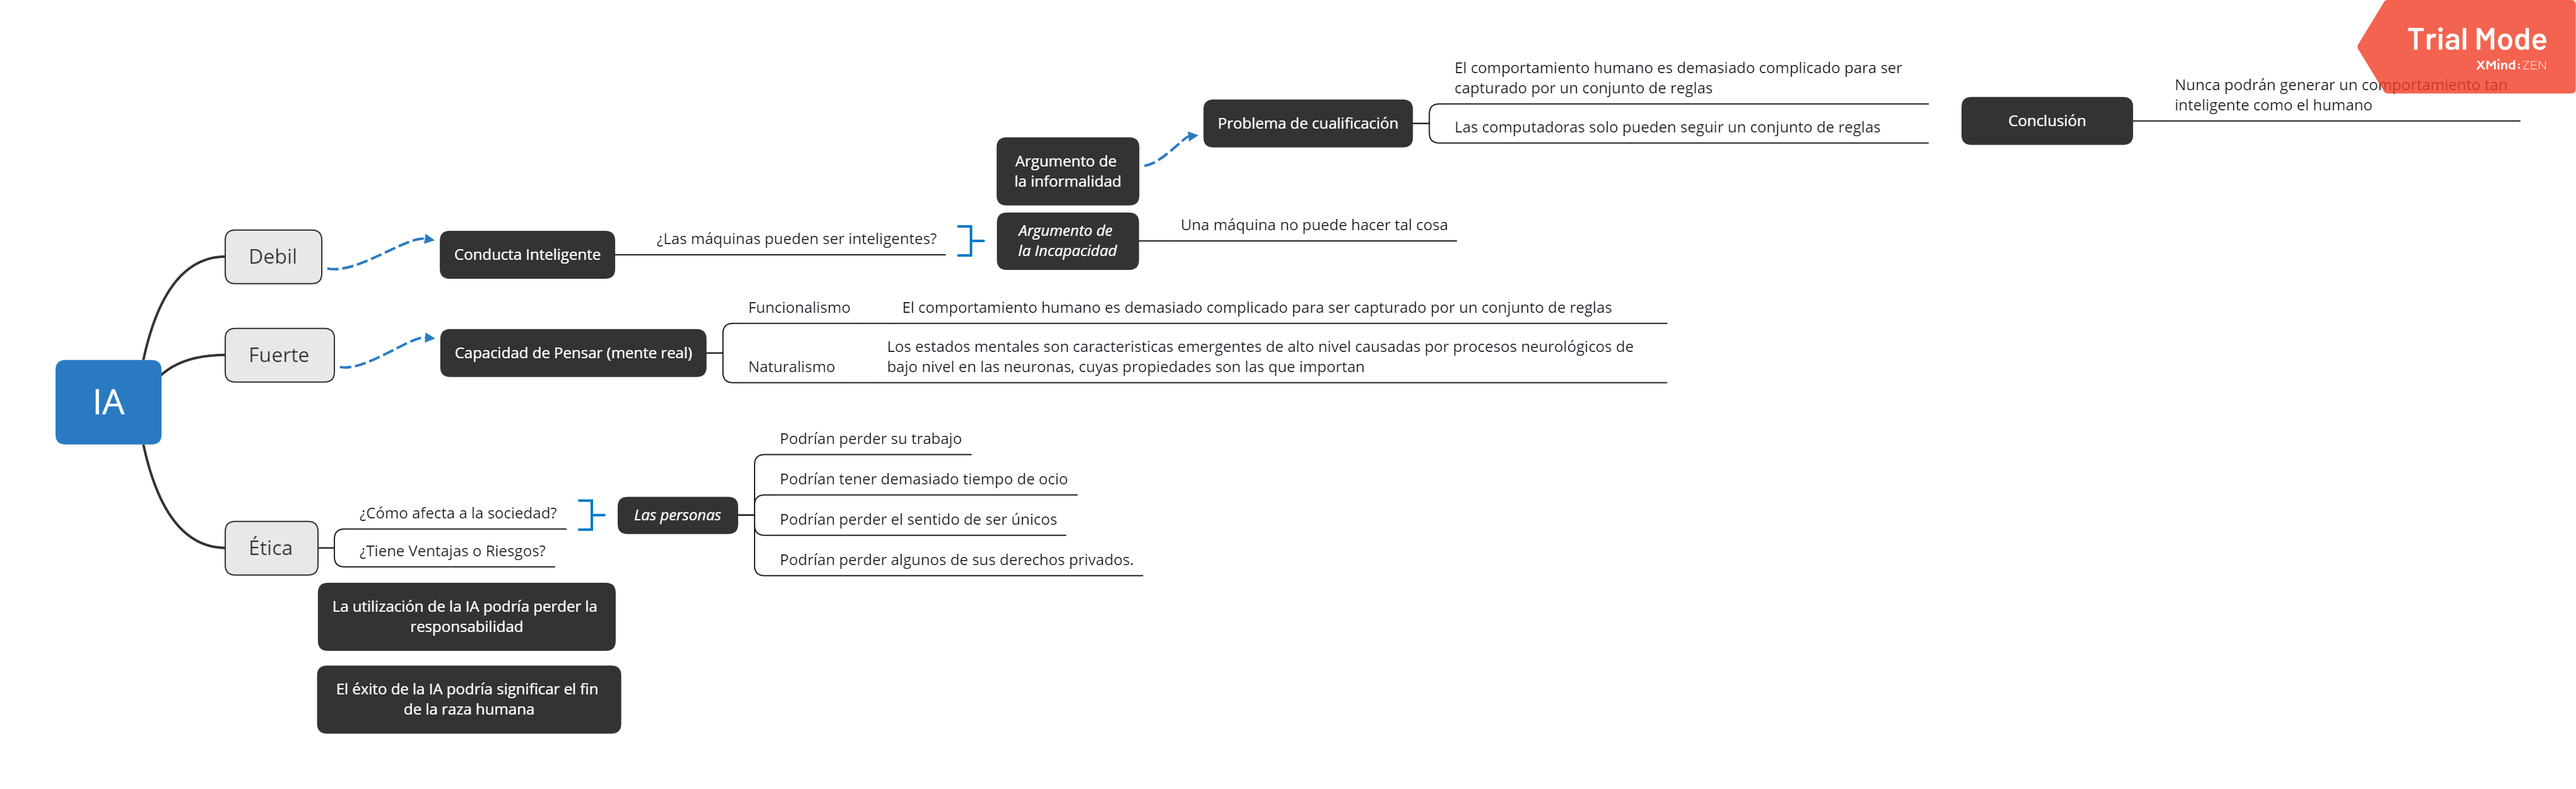 Trial Mode
XMind:ZEN
El comportamiento humano es demasiado complicado para ser
capturado por un conjunto de reglas
Problema de cualificación
Las computadoras solo pueden seguir un conjunto de reglas
Conclusión
Nunca podrán generar un comportamiento tan
inteligente como el humano
Argumento de
la informalidad
Debil
Conducta Inteligente
¿Las máquinas pueden ser inteligentes?
Argumento de
la Incapacidad
Una máquina no puede hacer tal cosa
Fuerte
Capacidad de Pensar (mente real)
Funcionalismo
El comportamiento humano es demasiado complicado para ser capturado por un conjunto de reglas
Naturalismo
Los estados mentales son caracteristicas emergentes de alto nivel causadas por procesos neurológicos de
bajo nivel en las neuronas, cuyas propiedades son las que importan
IA
Ética
¿Cómo afecta a la sociedad?
¿Tiene Ventajas o Riesgos?
Las personas
Podrían perder su trabajo
Podrían tener demasiado tiempo de ocio
Podrían perder el sentido de ser únicos
Podrían perder algunos de sus derechos privados.
La utilización de la IA podría perder la
responsabilidad
El éxito de la IA podría significar el fin
de la raza humana